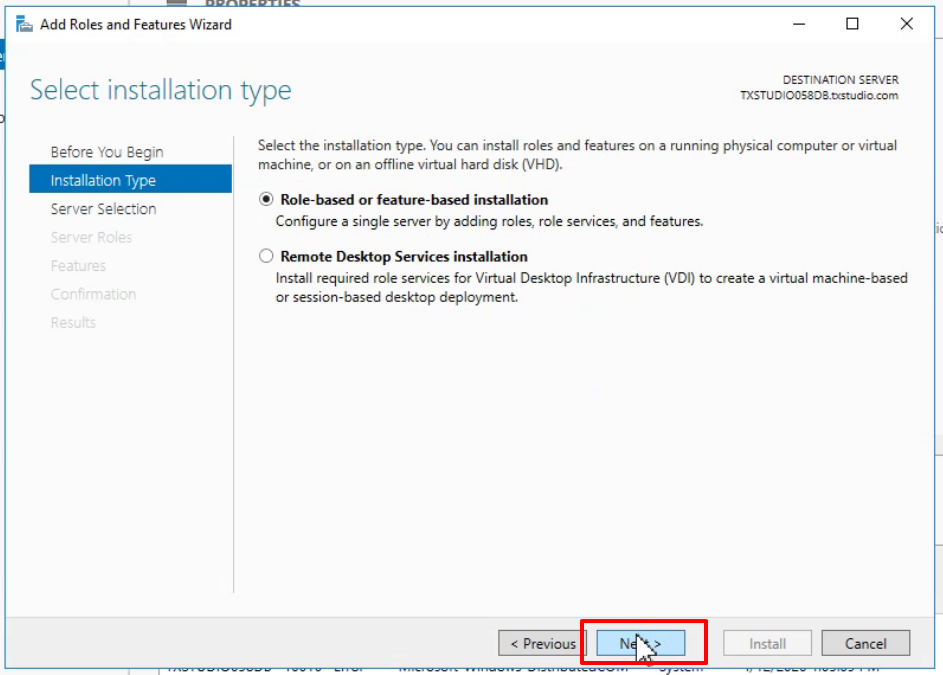 PROPERTIES
Add Roles and Features Wizard
Select installation type
DESTINATION SERVER
TXSTUDIO058DB.txstudio.com
Before You Begin
Installation Type
Server Selection
Server Roles
Features
Confirmation
Results
Select the installation type. You can install roles and features on a running physical computer or virtual
machine, or on an offline virtual hard disk (VHD).
Role-based or feature-based installation
Configure a single server by adding roles, role services, and features.
Remote Desktop Services installation
Install required role services for Virtual Desktop Infrastructure (VDI) to create a virtual machine-based
or session-based desktop deployment.
< Previous
Next >
Install
Cancel